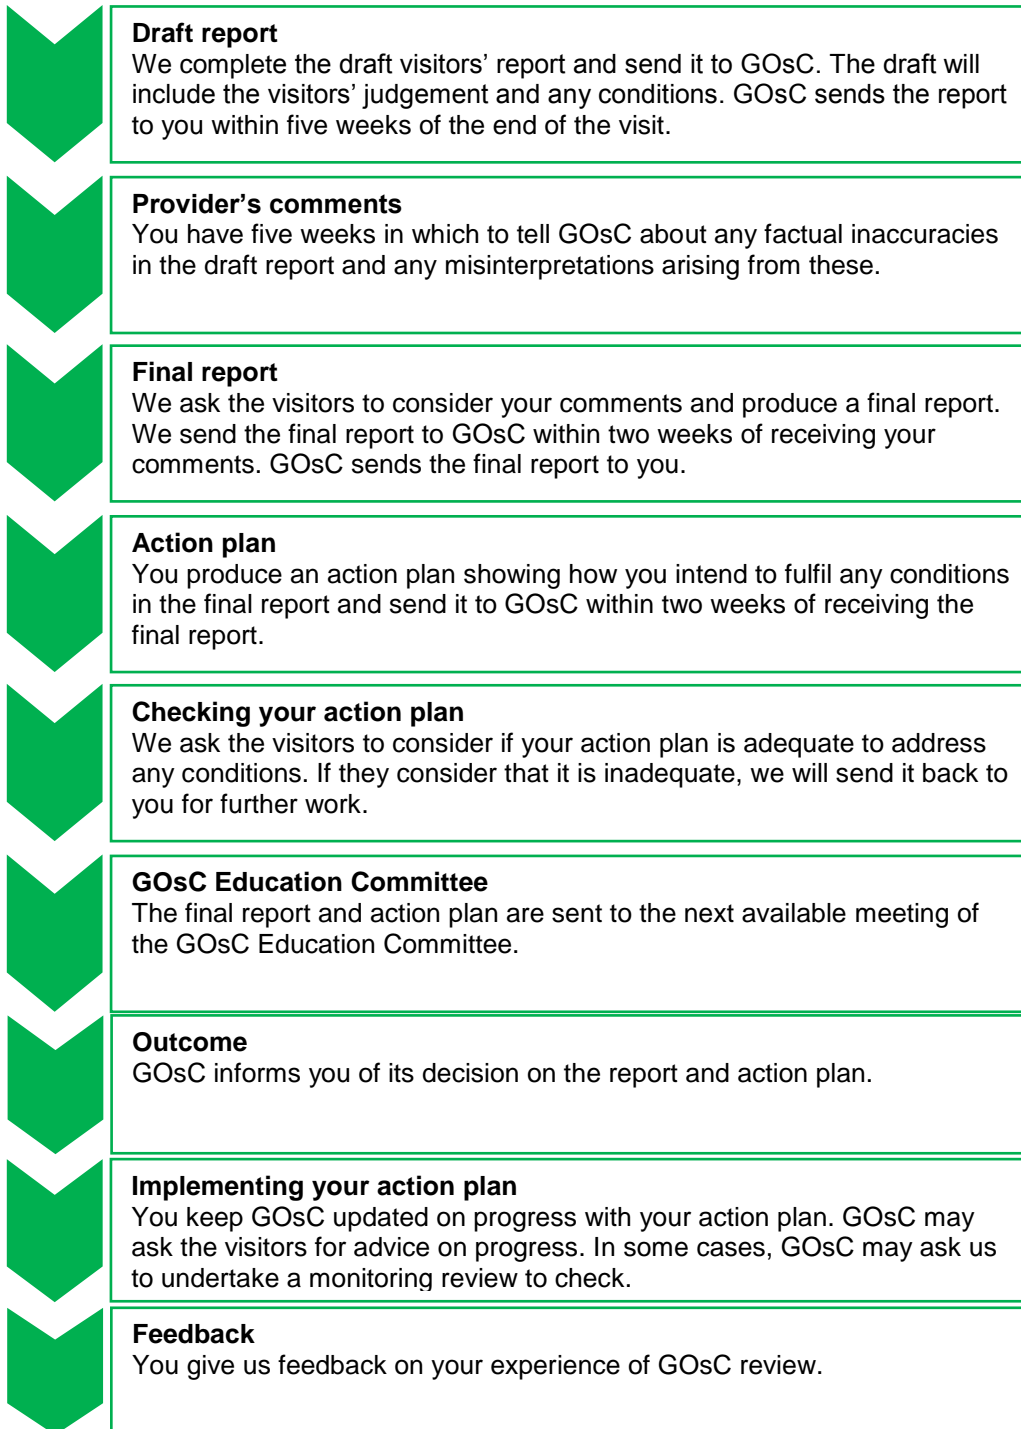 Draft report
We complete the draft visitors’ report and send it to GOsC. The draft will
include the visitors’ judgement and any conditions. GOsC sends the report
to you within five weeks of the end of the visit.
Provider’s comments
You have five weeks in which to tell GOsC about any factual inaccuracies
in the draft report and any misinterpretations arising from these.
Final report
We ask the visitors to consider your comments and produce a final report.
We send the final report to GOsC within two weeks of receiving your
comments. GOsC sends the final report to you.
Action plan
You produce an action plan showing how you intend to fulfil any conditions
in the final report and send it to GOsC within two weeks of receiving the
final report.
Checking your action plan
We ask the visitors to consider if your action plan is adequate to address
any conditions. If they consider that it is inadequate, we will send it back to
you for further work.
GOsC Education Committee
The final report and action plan are sent to the next available meeting of
the GOsC Education Committee.
Outcome
GOsC informs you of its decision on the report and action plan.
Implementing your action plan
You keep GOsC updated on progress with your action plan. GOsC may
ask the visitors for advice on progress. In some cases, GOsC may ask us
to undertake a monitoring review to check.
Feedback
You give us feedback on your experience of GOsC review.